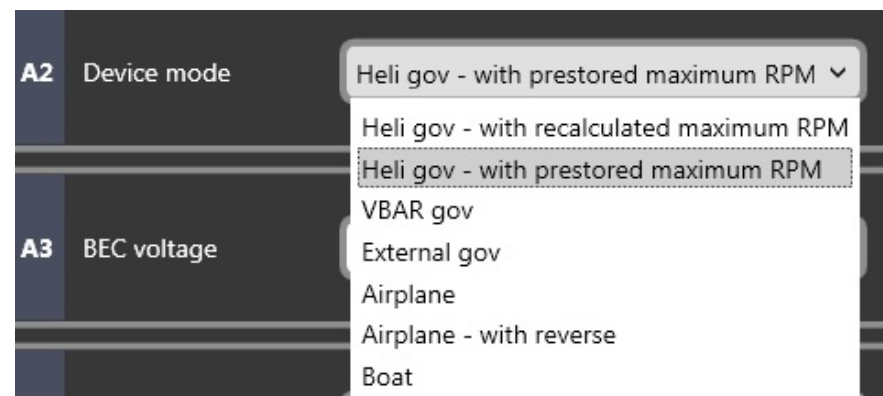 A2 Device mode Heli gov - with prestored maximum RPM
Heli gov - with recalculated maximum RPM
Heli gov - with prestored maximum RPM
VBAR gov
A3 BEC voltage
External gov
Airplane
Airplane - with reverse
Boat